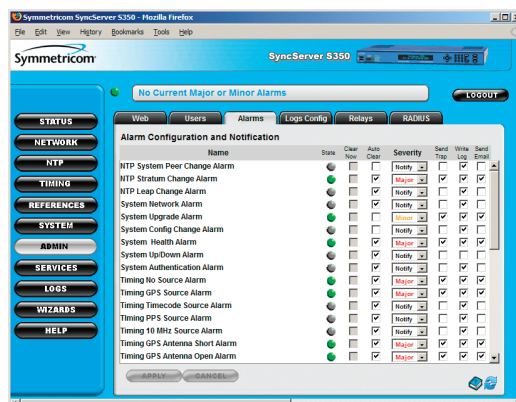 Symmetricom SyncServer S350 - Mozilla Firefox
File Edit View History Bookmarks Tools Help
Symmetricom
SyncServer S350
No Current Major or Minor Alarms
LOGOUT
STATUS
NETWORK
NTP
TIMING
REFERENCES
SYSTEM
ADMIN
SERVICES
LOGS
WIZARDS
HELP
Web Users Alarms Logs Config Relays RADIUS
Alarm Configuration and Notification
Name State Clear Now Auto Clear Severity Send Trap Write Log Send Email
NTP System Peer Change Alarm Notify
NTP Stratum Change Alarm Major
NTP Leap Change Alarm Notify
System Network Alarm Notify
System Upgrade Alarm Minor
System Config Change Alarm Notify
System Health Alarm Major
System Up/Down Alarm Notify
System Authentication Alarm Notify
Timing No Source Alarm Major
Timing GPS Source Alarm Major
Timing Timecode Source Alarm Notify
Timing PPS Source Alarm Notify
Timing 10 MHz Source Alarm Notify
Timing GPS Antenna Short Alarm Major
Timing GPS Antenna Open Alarm Major
APPLY CANCEL